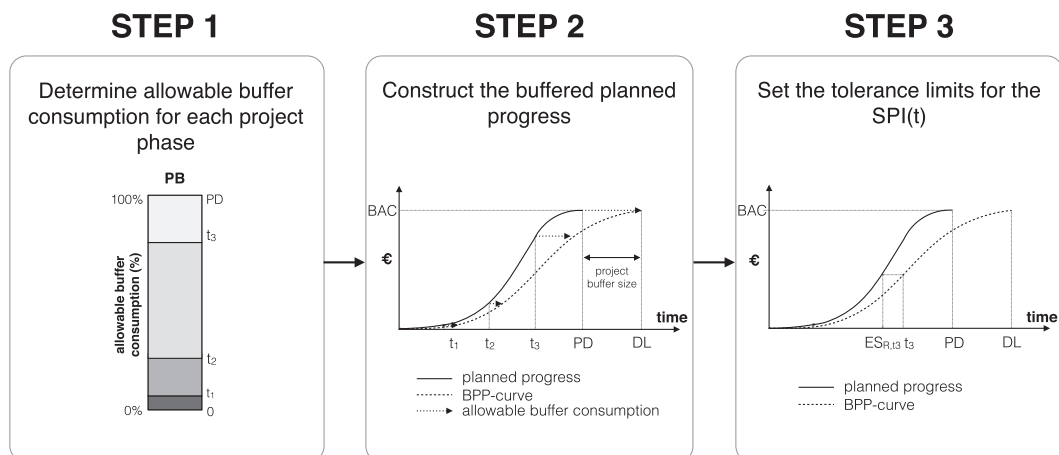 STEP 1
Determine allowable buffer
consumption for each project
phase
PB
100%
PD
t3
allowable buffer
consumption (%)
t2
t1
0%
0
STEP 2
Construct the buffered planned
progress
BAC
€
project
buffer size
time
t1 t2 t3 PD DL
planned progress
BPP-curve
allowable buffer consumption
STEP 3
Set the tolerance limits for the
SPI(t)
BAC
€
time
ESR,t3 t3 PD DL
planned progress
BPP-curve